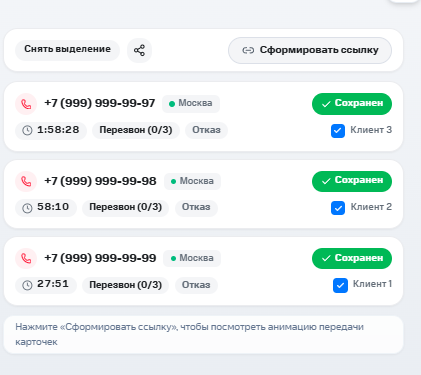 Снять выделение Сформировать ссылку
+7 (999) 999-99-97 Москва Сохранен
1:58:28 Перезвон (0/3) Отказ Клиент 3
+7 (999) 999-99-98 Москва Сохранен
58:10 Перезвон (0/3) Отказ Клиент 2
+7 (999) 999-99-99 Москва Сохранен
27:51 Перезвон (0/3) Отказ Клиент 1
Нажмите «Сформировать ссылку», чтобы посмотреть анимацию передачи
карточек